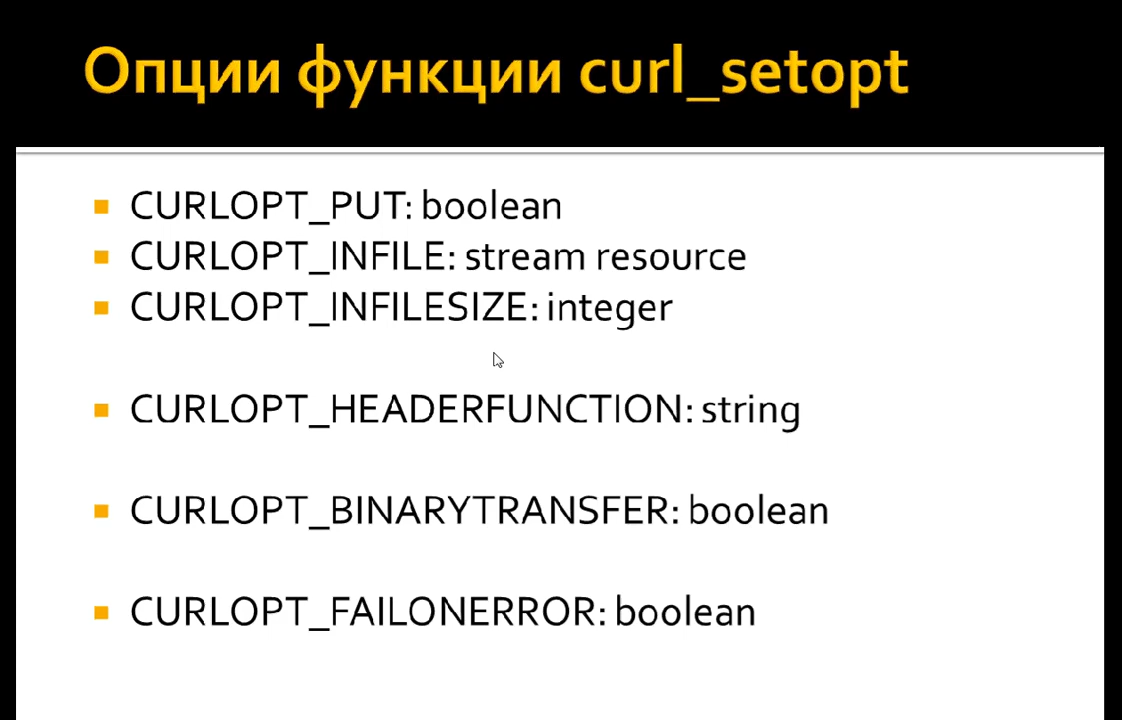 Опции функции curl_setopt
CURLOPT_PUT: boolean
CURLOPT_INFILE: stream resource
CURLOPT_INFILESIZE: integer
CURLOPT_HEADERFUNCTION: string
CURLOPT_BINARYTRANSFER: boolean
CURLOPT_FAILONERROR: boolean